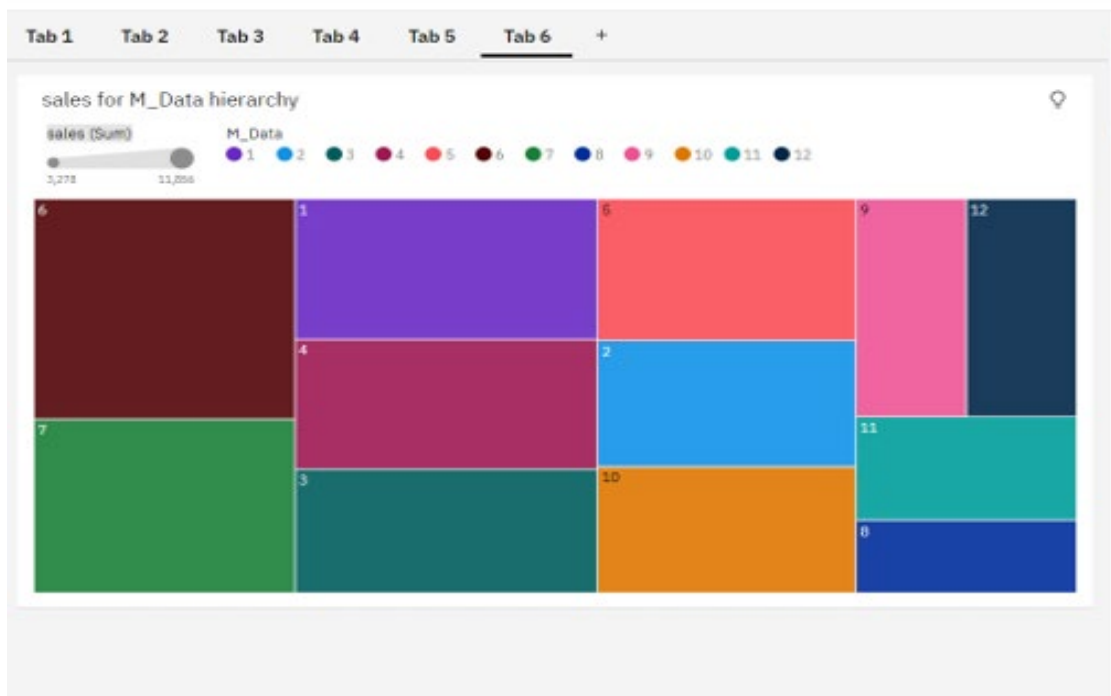 Tab 1 Tab 2 Tab 3 Tab 4 Tab 5 Tab 6 +
sales for M_Data hierarchy
sales (Sum) M_Data
1 2 3 4 5 6 7 8 9 10 11 12
3,278
6 1 5 9 12
4 2
11
7
3 10
8